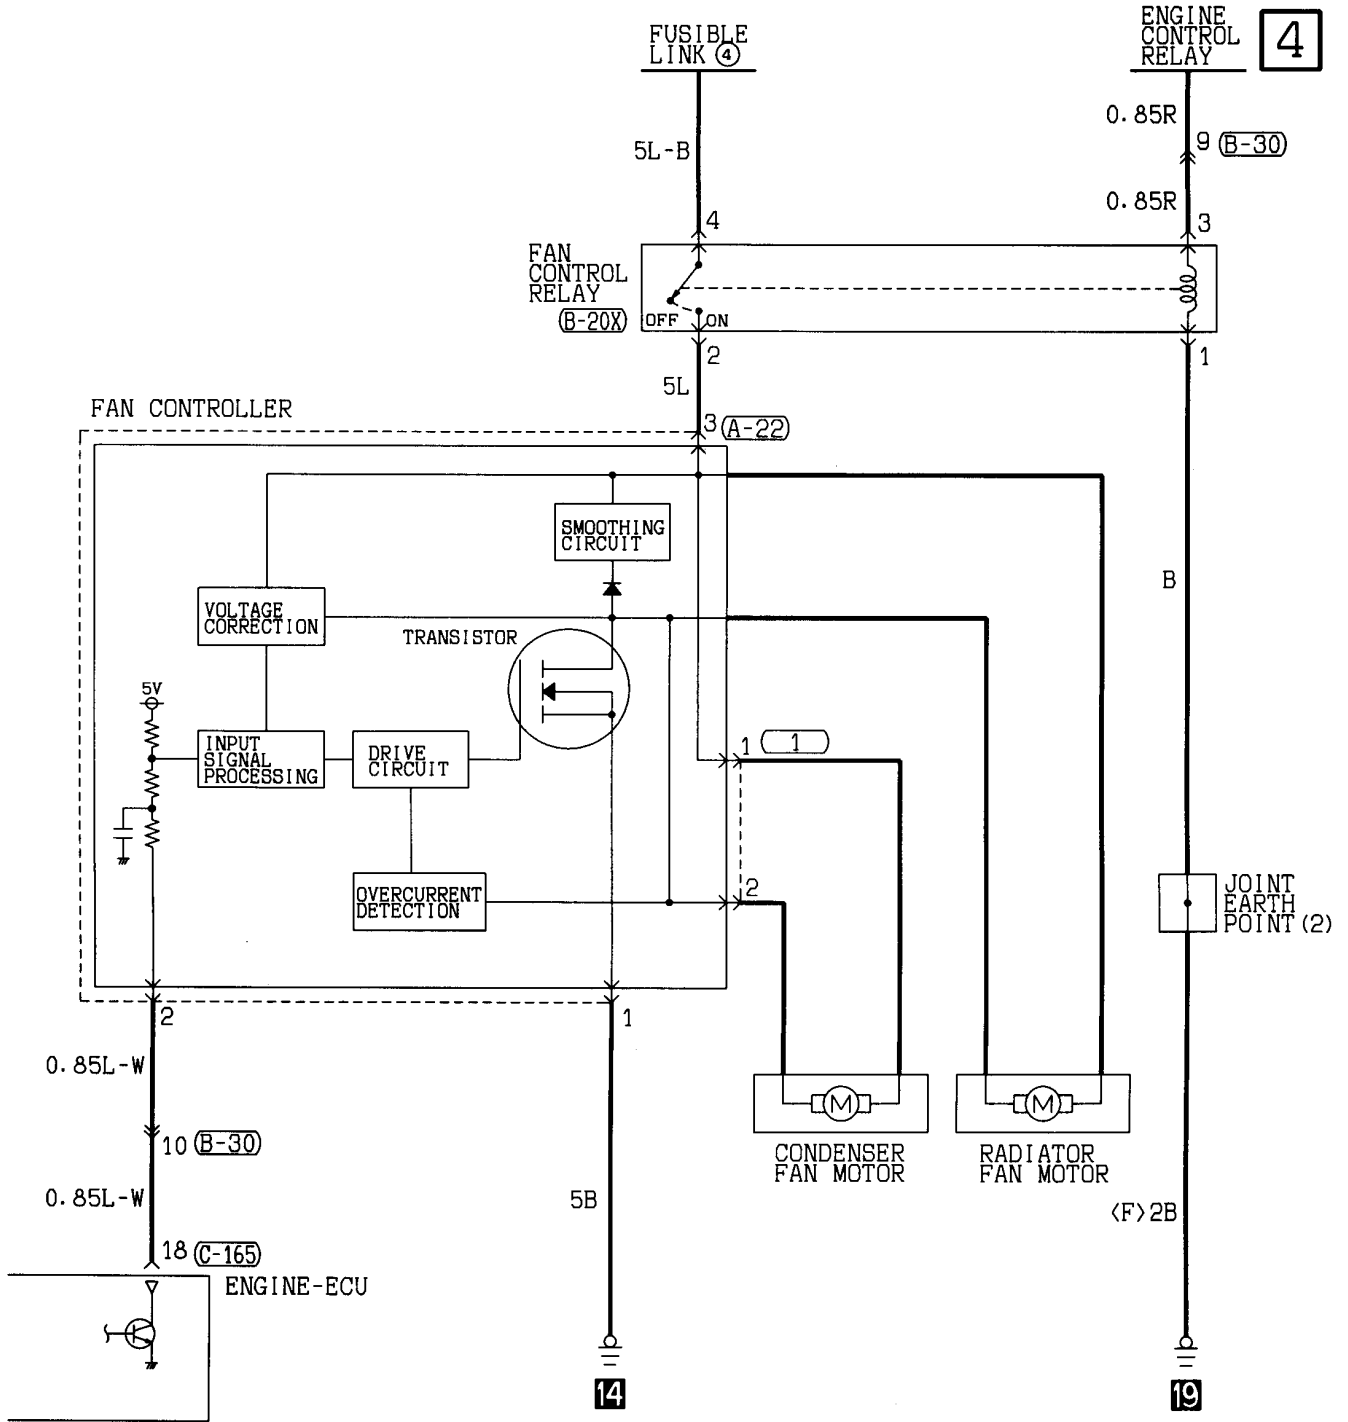 FUSIBLE
LINK ④
ENGINE
CONTROL
RELAY
4
0.85R
9 (B-30)
5L-B
0.85R
4
3
FAN
CONTROL
RELAY
(B-20X)
OFF
ON
2
1
5L
FAN CONTROLLER
3 (A-22)
SMOOTHING
CIRCUIT
B
VOLTAGE
CORRECTION
TRANSISTOR
5V
INPUT
SIGNAL
PROCESSING
DRIVE
CIRCUIT
1 ( 1 )
OVERCURRENT
DETECTION
2
JOINT
EARTH
POINT (2)
2
1
0.85L-W
M
M
10 (B-30)
CONDENSER
FAN MOTOR
RADIATOR
FAN MOTOR
0.85L-W
5B
<F>2B
18 (C-165)
ENGINE-ECU
14
19